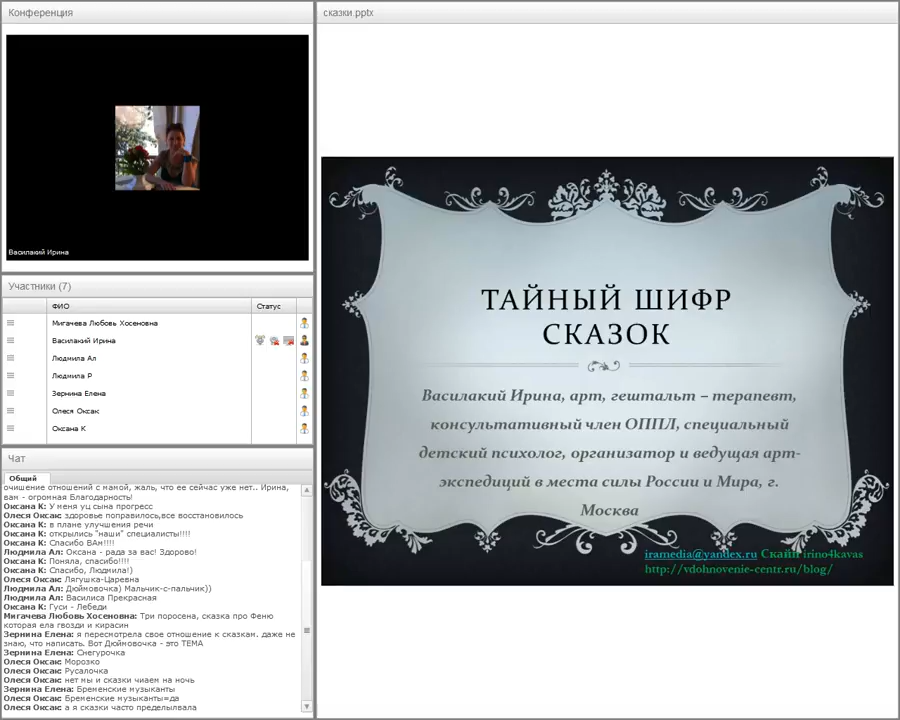 Конференция
Василакий Ирина
Участники (7)
ФИО
Статус
Мигачева Любовь Хосеновна
Василакий Ирина
Людмила Ал
Людмила Р
Зернина Елена
Олеся Оксак
Оксана К
Чат
Общий
очишение отношений с мамой, жаль, что ее сейчас уже нет.. Ирина,
вам - огромная Благодарность!
Оксана К: У меня уц сына прогресс
Олеся Оксак: здоровье поправилось,все восстановилось
Оксана К: в плане улучшения речи
Оксана К: открылись "наши" специалисты!!!!
Оксана К: Спасибо ВАм!!!!
Людмила Ал: Оксана - рада за вас! Здорово!
Оксана К: Поняла, спасибо!!!!
Оксана К: Спасибо, Людмила!)
Олеся Оксак: Лягушка-Царевна
Людмила Ал: Дюймовочка) Мальчик-с-пальчик))
Людмила Ал: Василиса Прекрасная
Оксана К: Гуси - Лебеди
Мигачева Любовь Хосеновна: Три поросена, сказка про Феню
которая ела гвозди и кирасин
Зернина Елена: я пересмотрела свое отношение к сказкам. даже не
знаю, что написать. Вот Дюймовочка - это ТЕМА
Зернина Елена: Снегурочка
Олеся Оксак: Морозко
Олеся Оксак: Русалочка
Олеся Оксак: нет мы и сказки чиаем на ночь
Зернина Елена: Бременские музыканты
Олеся Оксак: Бременские музыканты=да
Олеся Оксак: а я сказки часто пределылвала
сказки.pptx
ТАЙНЫЙ ШИФР
СКАЗОК
Василакий Ирина, арт, гештальт – терапевт,
консультативный член ОППЛ, специальный
детский психолог, организатор и ведущая арт-
экспедиций в места силы России и Мира, г.
Москва
iramedia@yandex.ru Скайп irino4kavas
http://vdohnovenie-centr.ru/blog/